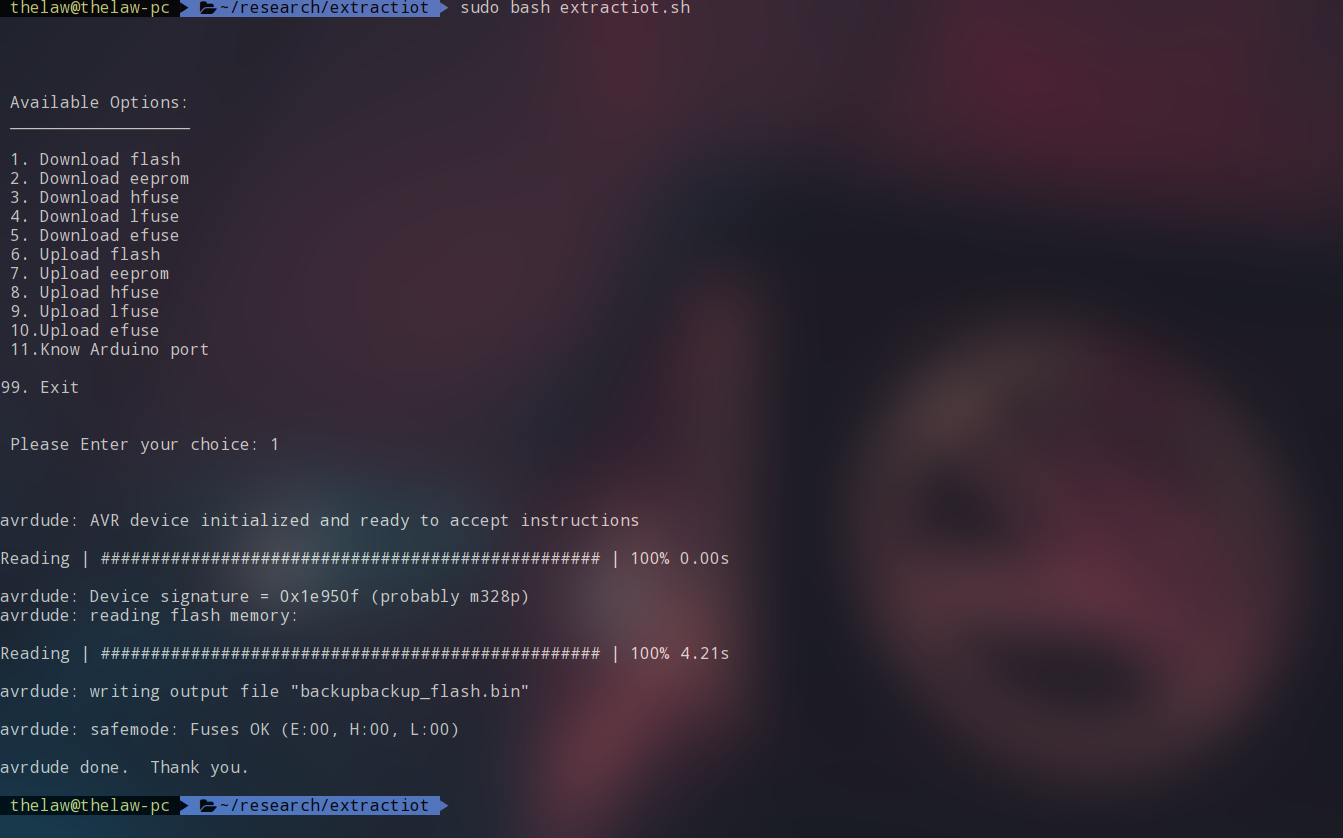 thelaw@thelaw-pc ~/research/extractiot sudo bash extractiot.sh
Available Options:
1. Download flash
2. Download eeprom
3. Download hfuse
4. Download lfuse
5. Download efuse
6. Upload flash
7. Upload eeprom
8. Upload hfuse
9. Upload lfuse
10.Upload efuse
11.Know Arduino port
99. Exit
Please Enter your choice: 1
avrdude: AVR device initialized and ready to accept instructions
Reading | ################################################## | 100% 0.00s
avrdude: Device signature = 0x1e950f (probably m328p)
avrdude: reading flash memory:
Reading | ################################################## | 100% 4.21s
avrdude: writing output file "backupbackup_flash.bin"
avrdude: safemode: Fuses OK (E:00, H:00, L:00)
avrdude done.  Thank you.
thelaw@thelaw-pc ~/research/extractiot